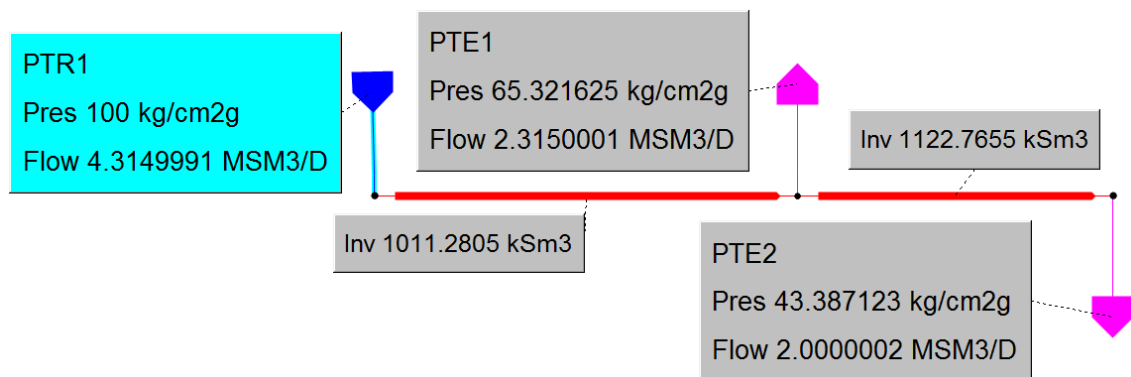 PTR1
Pres 100 kg/cm2g
Flow 4.3149991 MSM3/D
PTE1
Pres 65.321625 kg/cm2g
Flow 2.3150001 MSM3/D
Inv 1122.7655 kSm3
Inv 1011.2805 kSm3
PTE2
Pres 43.387123 kg/cm2g
Flow 2.0000002 MSM3/D